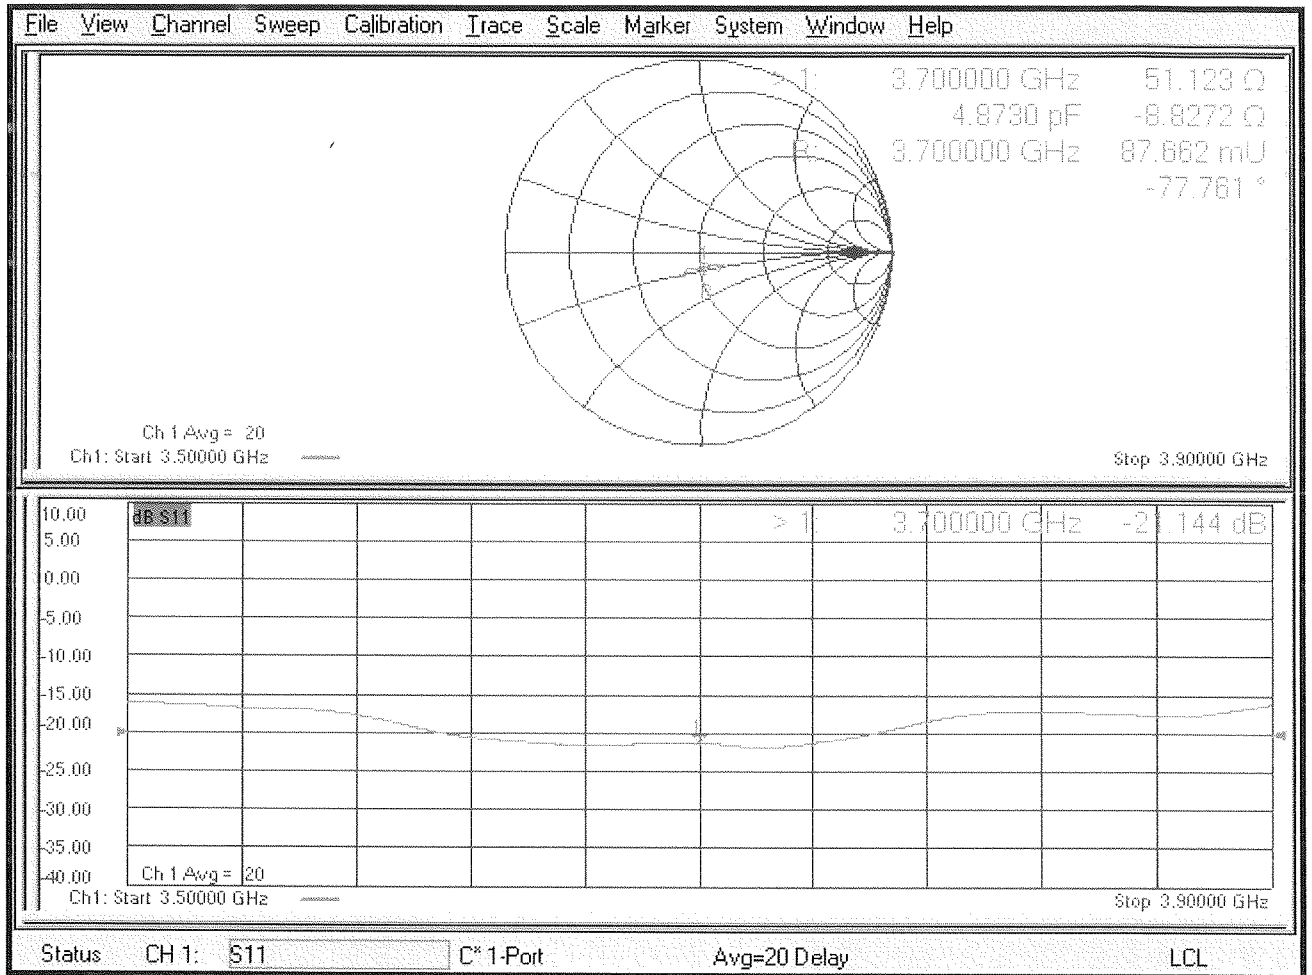 File View Channel Sweep Calibration Trace Scale Marker System Window Help
> 1: 3.700000 GHz 51.123 Ω
4.8730 pF -8.8272 Ω
R: 3.700000 GHz 87.662 mU
-77.761 °
Ch 1 Avg = 20
Ch1: Start 3.50000 GHz
Stop 3.90000 GHz
10.00
dB S11
> 1: 3.700000 GHz -21.144 dB
5.00
0.00
-5.00
-10.00
-15.00
-20.00
-25.00
-30.00
-35.00
-40.00
Ch 1 Avg = 20
Ch1: Start 3.50000 GHz
Stop 3.90000 GHz
Status CH 1: S11 C* 1-Port Avg=20 Delay LCL